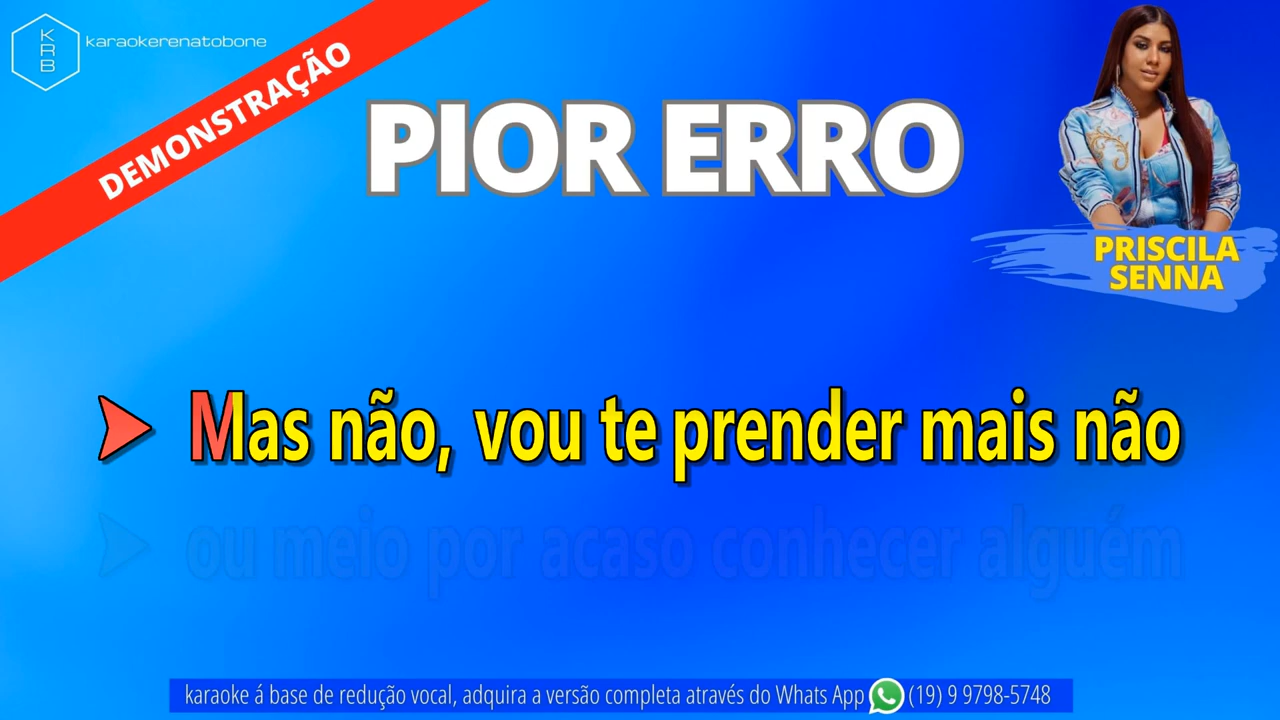 KRB
karaokerenatobone
DEMONSTRAÇÃO
PIOR ERRO
PRISCILA
SENNA
Mas não, vou te prender mais não
ou meio por acaso conhecer alguém
karaoke á base de redução vocal, adquira a versão completa através do Whats App (19) 9 9798-5748